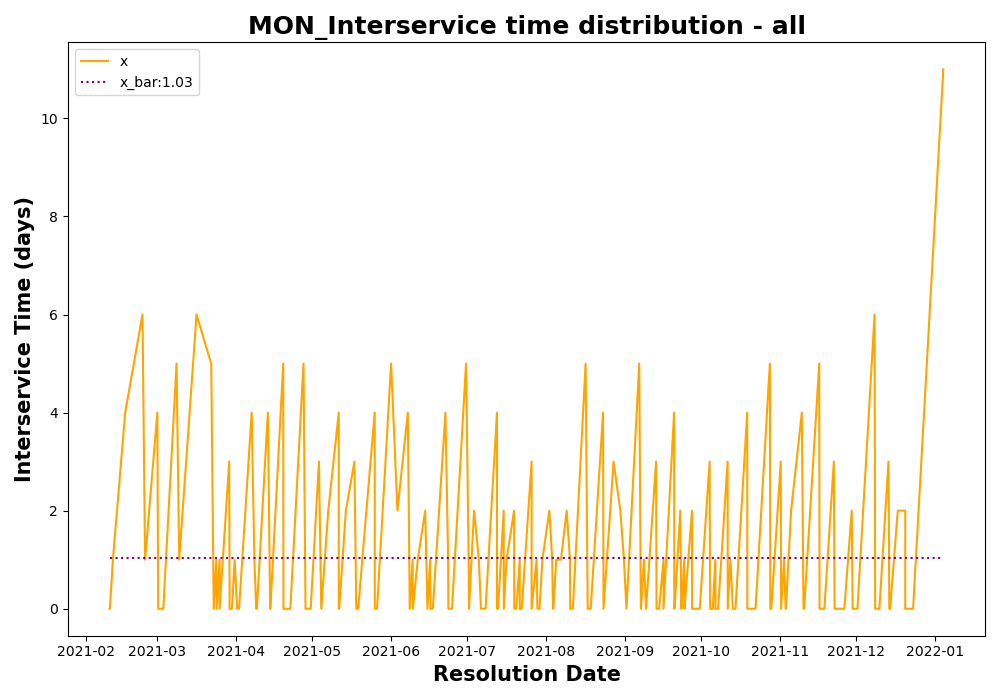 MON_Interservice time distribution - all
x
x_bar:1.03
Interservice Time (days)
10
8
6
4
2
0
2021-02 2021-03 2021-04 2021-05 2021-06 2021-07 2021-08 2021-09 2021-10 2021-11 2021-12 2022-01
Resolution Date